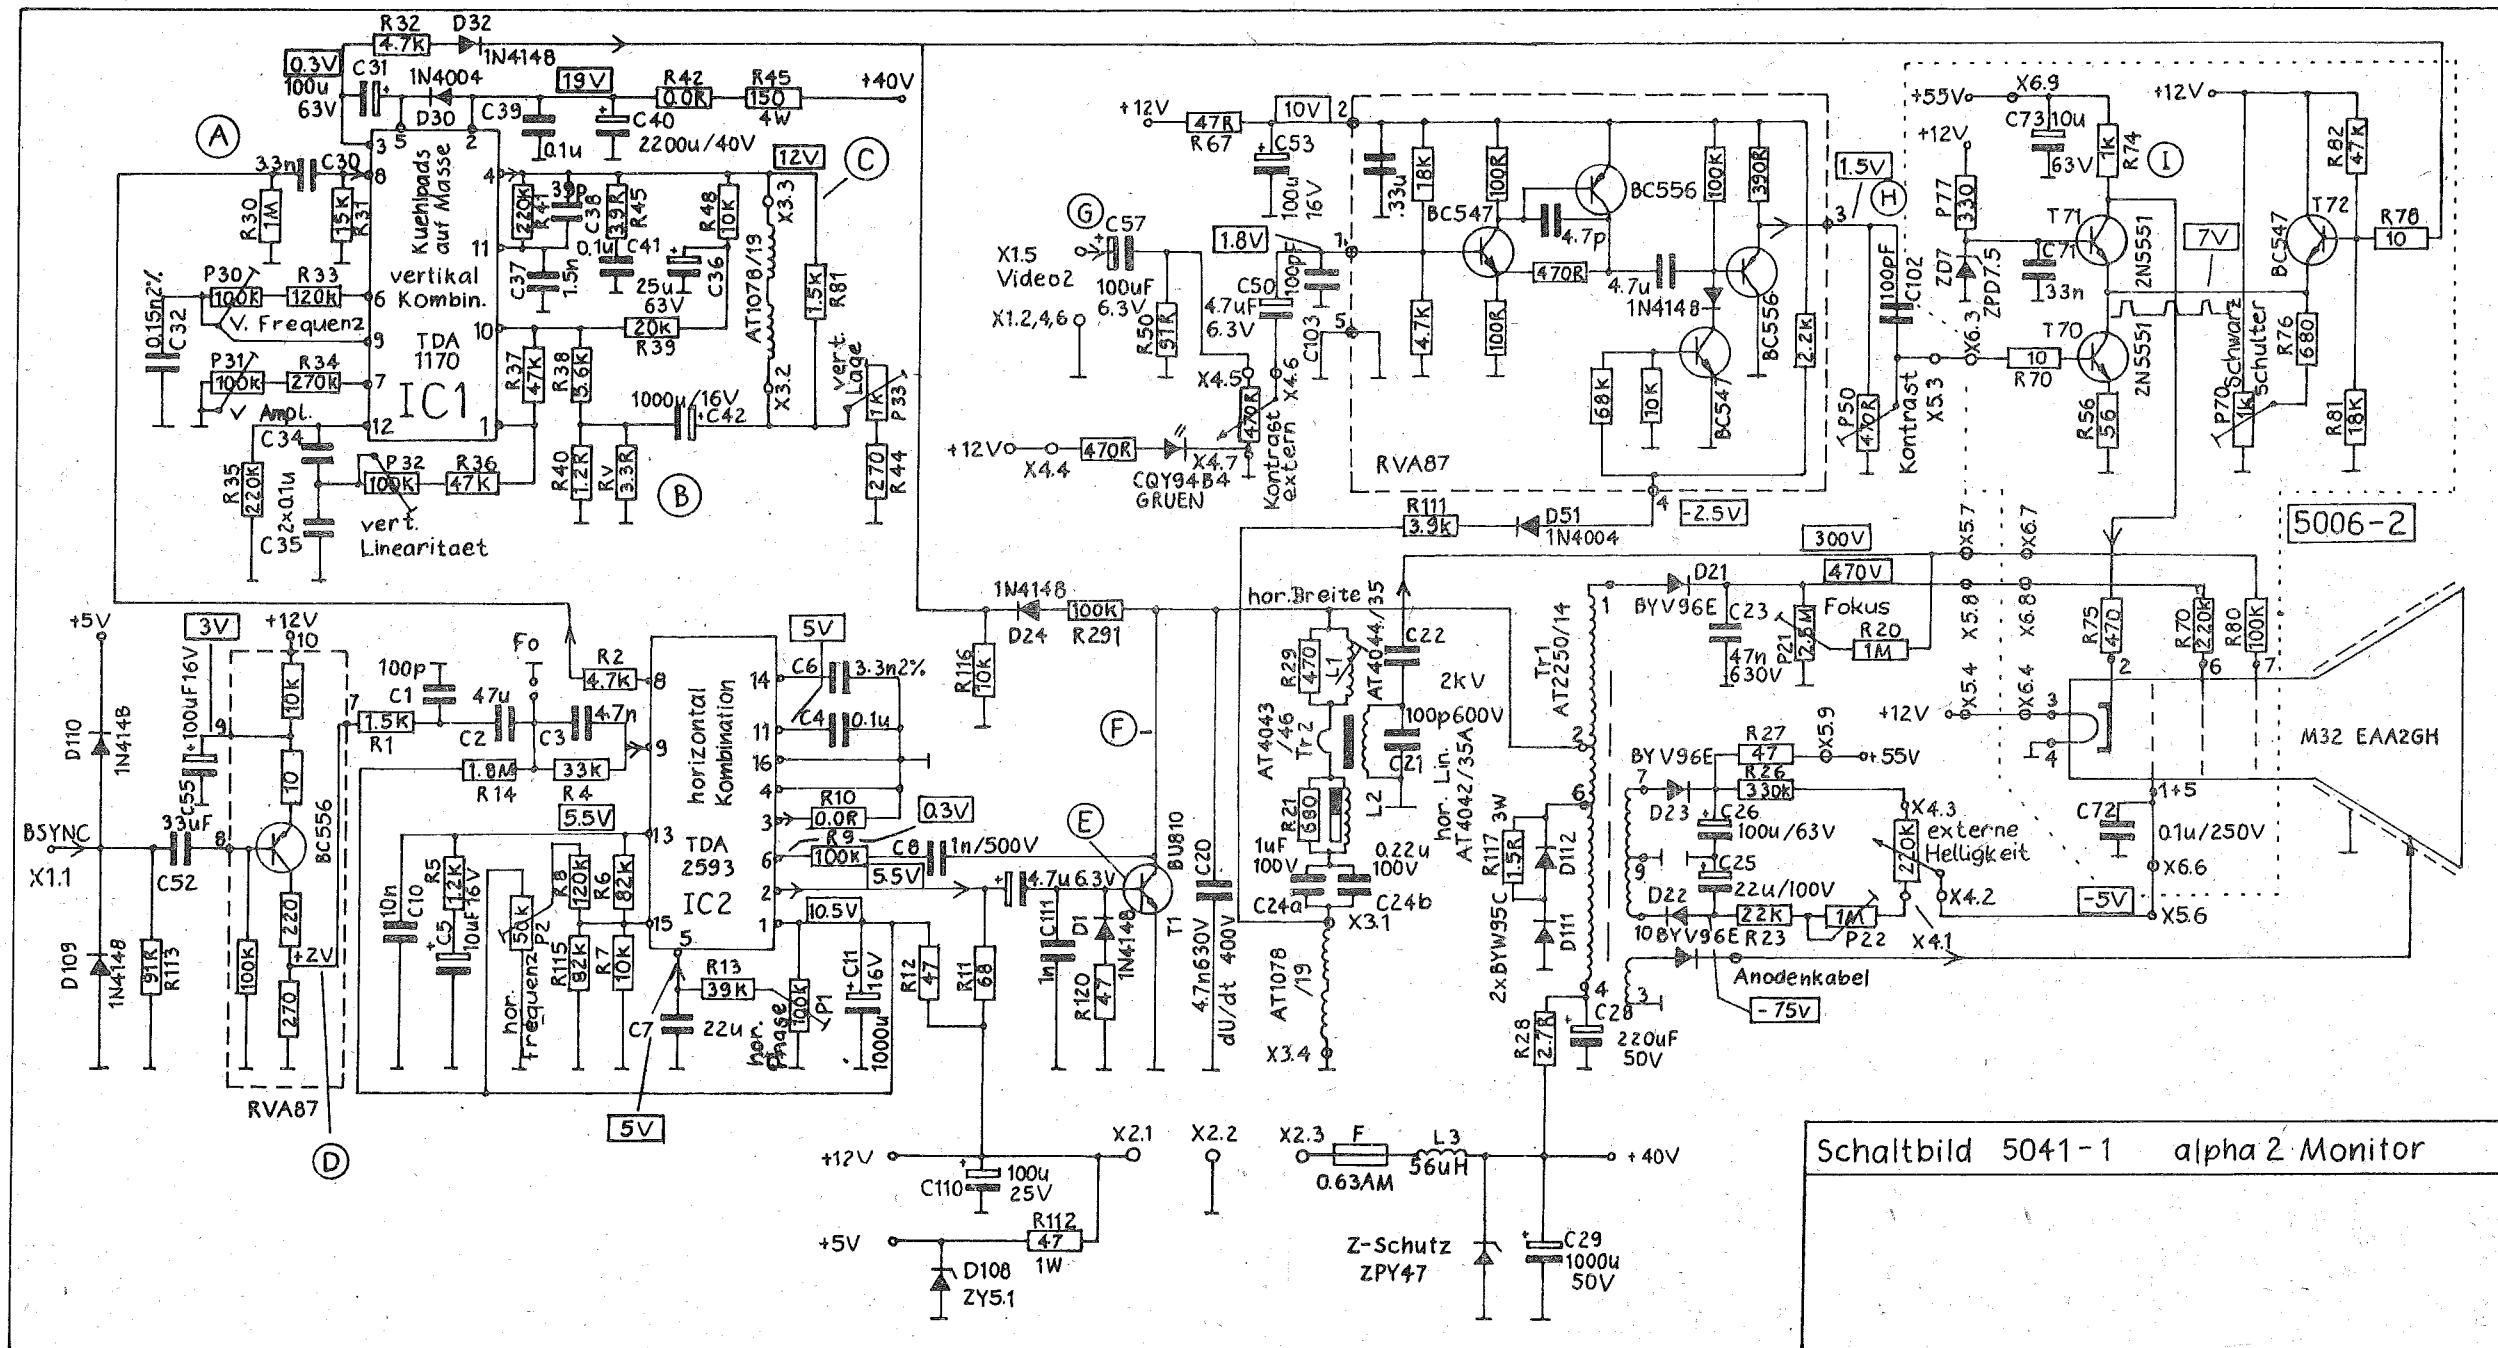 R32 D32
4.7K
1N4148
0.3V
C31
100u
63V
1N4004
D30
19V
R42
0.0R
R45
150
4W
+40V
C39
0.1u
C40
2200u/40V
A
33n
C30
R30
1M
R31
15K
3
5
2
8
4
11
6
10
9
7
12
1
Kuehlpads
auf Masse
vertikal
Kombin.
TDA
1170
IC1
220K
R41
39p
C38
3.9R
R45
R48
10K
12V
C
X3.3
C37
1.5n
0.1u
C41
25u
63V
C36
AT1078/19
1.5K
R81
P30
100K
R33
120K
V. Frequenz
0.15n2%
C32
P31
100K
R34
270K
V Ampl.
20K
R39
R37
47K
R38
5.6K
1000u/16V
+C42
X3.2
vert.
Lage
1K
P33
270
R44
C34
R35
220K
2x0.1u
C35
P32
100K
R36
47K
vert.
Linearitaet
R40
1.2R
RV
3.3R
B
+12V
47R
R67
10V
2
C53
100u
16V
.33u
18K
100R
BC556
100K
390R
1.5V
H
3
G
C57
X1.5
Video2
100uF
6.3V
X1.2,4,6
R50
91R
C50
4.7uF
6.3V
1.8V
100pF
C103
1
5
BC547
4.7p
470R
4.7u
1N4148
BC556
4.7K
100R
68K
10K
BC547
2.2K
X4.5
X4.6
470R
Kontrast
extern
+12V
X4.4
470R
CQY94B4
GRUEN
X4.7
RVA87
4
-2.5V
R111
3.9K
D51
1N4004
100pF
C102
P50
470R
Kontrast
X5.3
X6.3
+55V
X6.9
C73
10u
63V
1K
R74
+12V
P77
330
I
ZD7
ZPD7.5
C71
33n
T71
2N5551
7V
T70
2N5551
10
R70
R56
56
+12V
R82
47K
T72
BC547
R78
10
Schwarz
schulter
P70
1K
R76
680
R81
18K
5006-2
+5V
D110
1N4148
3V
+12V
10
+100uF16V
C55
9
10K
10
BC556
220
+2V
270
100K
BSYNC
X1.1
33uF
C52
8
D109
1N4148
91R
R113
RVA87
D
7
1.5K
R1
100p
C1
47u
C2
Fo
C3
4.7n
R2
4.7K
1.8M
R14
33K
R4
5.5V
8
9
13
15
5
14
11
16
4
3
6
2
1
horizontal
Kombination
TDA
2593
IC2
5V
C6
3.3n2%
C4
0.1u
R10
0.0R
R9
100K
0.3V
C8
1n/500V
5.5V
10.5V
10n
C10
R5
1.2K
C5
10uF16V
hor.
Frequenz
50K
P2
R8
120K
R6
82K
R115
82K
R7
10K
C7
22u
R13
39K
hor.
Phase
100K
P1
5V
+C11
16V
1000u
R12
47
R11
68
4.7u 6.3V
C111
1n
D1
1N4148
R120
47
E
BU810
T1
F
1N4148
D24
100K
R291
R116
10K
C20
4.7n630V
dU/dt 400V
hor.Breite
R29
470
L1
AT4044/35
AT4043
/46
Tr2
R21
680
1uF
100V
C24a
0.22u
100V
C24b
C22
2kV
100p600V
C21
L2
hor. Lin.
AT4042/35A
X3.1
AT1078
/19
X3.4
Tr1
AT2250/14
1
2
6
4
7
9
10
3
R117 3W
1.5R
D112
D111
2xBYW95C
R28
2.7R
C28
220uF
50V
300V
470V
D21
BYV96E
C23
47n
630V
P21
2.5M
Fokus
R20
1M
X5.7
X6.7
X5.8
X6.8
X5.4
X6.4
+12V
BYV96E
R27
47
X5.9
+55V
R26
330K
D23
C26
100u/63V
C25
22u/100V
D22
BYV96E
22K
R23
1M
P22
X4.3
220K
externe
Helligkeit
X4.2
X4.1
Anodenkabel
-75V
-5V
X5.6
X6.6
C72
0.1u/250V
1+5
R75
470
R70
220K
R80
100K
2
6
7
3
4
M32 EAA2GH
+12V
X2.1
X2.2
X2.3
F
0.63AM
L3
56uH
+40V
C110
100u
25V
R112
47
1W
+5V
D108
ZY5.1
Z-Schutz
ZPY47
C29
1000u
50V
Schaltbild 5041-1 alpha 2 Monitor